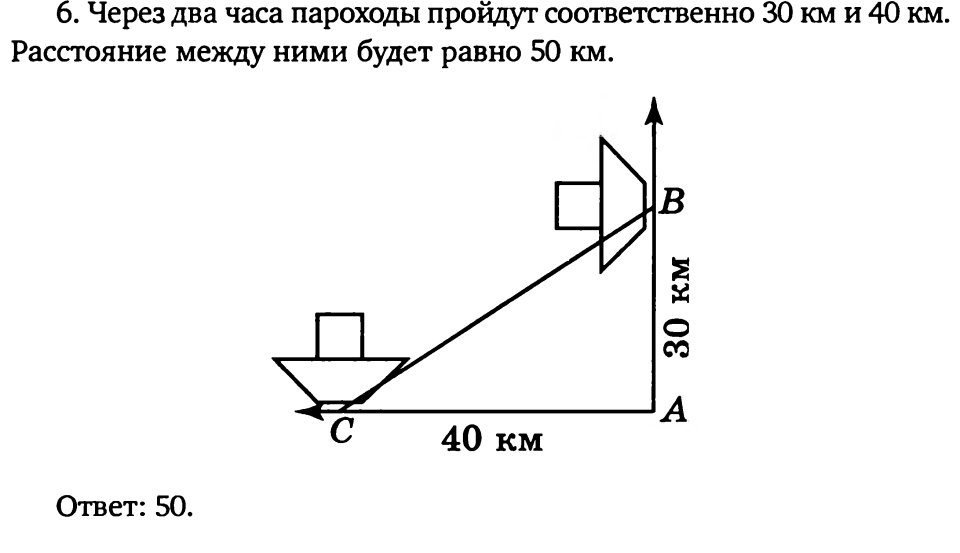 6. Через два часа пароходы пройдут соответственно 30 км и 40 км.
Расстояние между ними будет равно 50 км.
B
30 км
A
C
40 км
Ответ: 50.